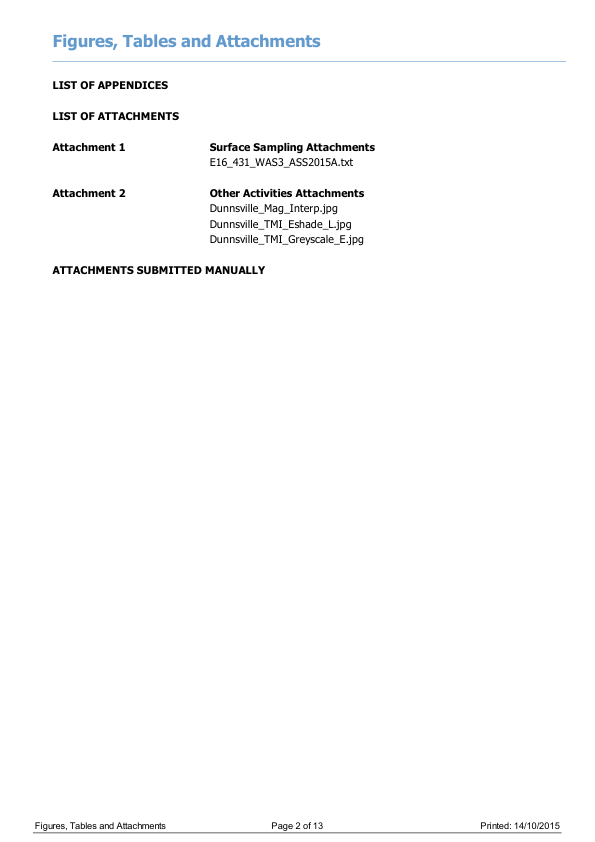 Figures, Tables and Attachments
LIST OF APPENDICES
LIST OF ATTACHMENTS
Attachment 1 Surface Sampling Attachments
E16_431_WAS3_ASS2015A.txt
Attachment 2 Other Activities Attachments
Dunnsville_Mag_Interp.jpg
Dunnsville_TMI_Eshade_L.jpg
Dunnsville_TMI_Greyscale_E.jpg
ATTACHMENTS SUBMITTED MANUALLY
Figures, Tables and Attachments Page 2 of 13 Printed: 14/10/2015